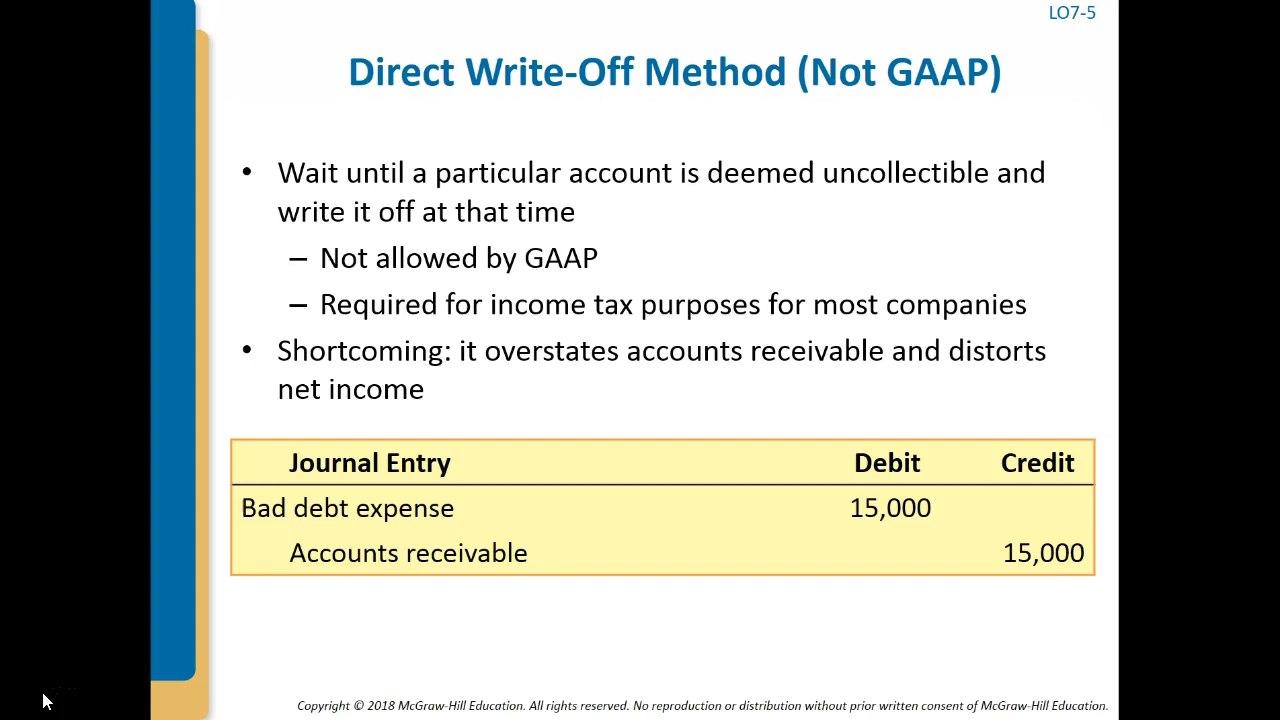 LO7-5
Direct Write-Off Method (Not GAAP)
• Wait until a particular account is deemed uncollectible and
write it off at that time
– Not allowed by GAAP
– Required for income tax purposes for most companies
• Shortcoming: it overstates accounts receivable and distorts
net income
Journal Entry Debit Credit
Bad debt expense 15,000
Accounts receivable 15,000
Copyright © 2018 McGraw-Hill Education. All rights reserved. No reproduction or distribution without prior written consent of McGraw-Hill Education.